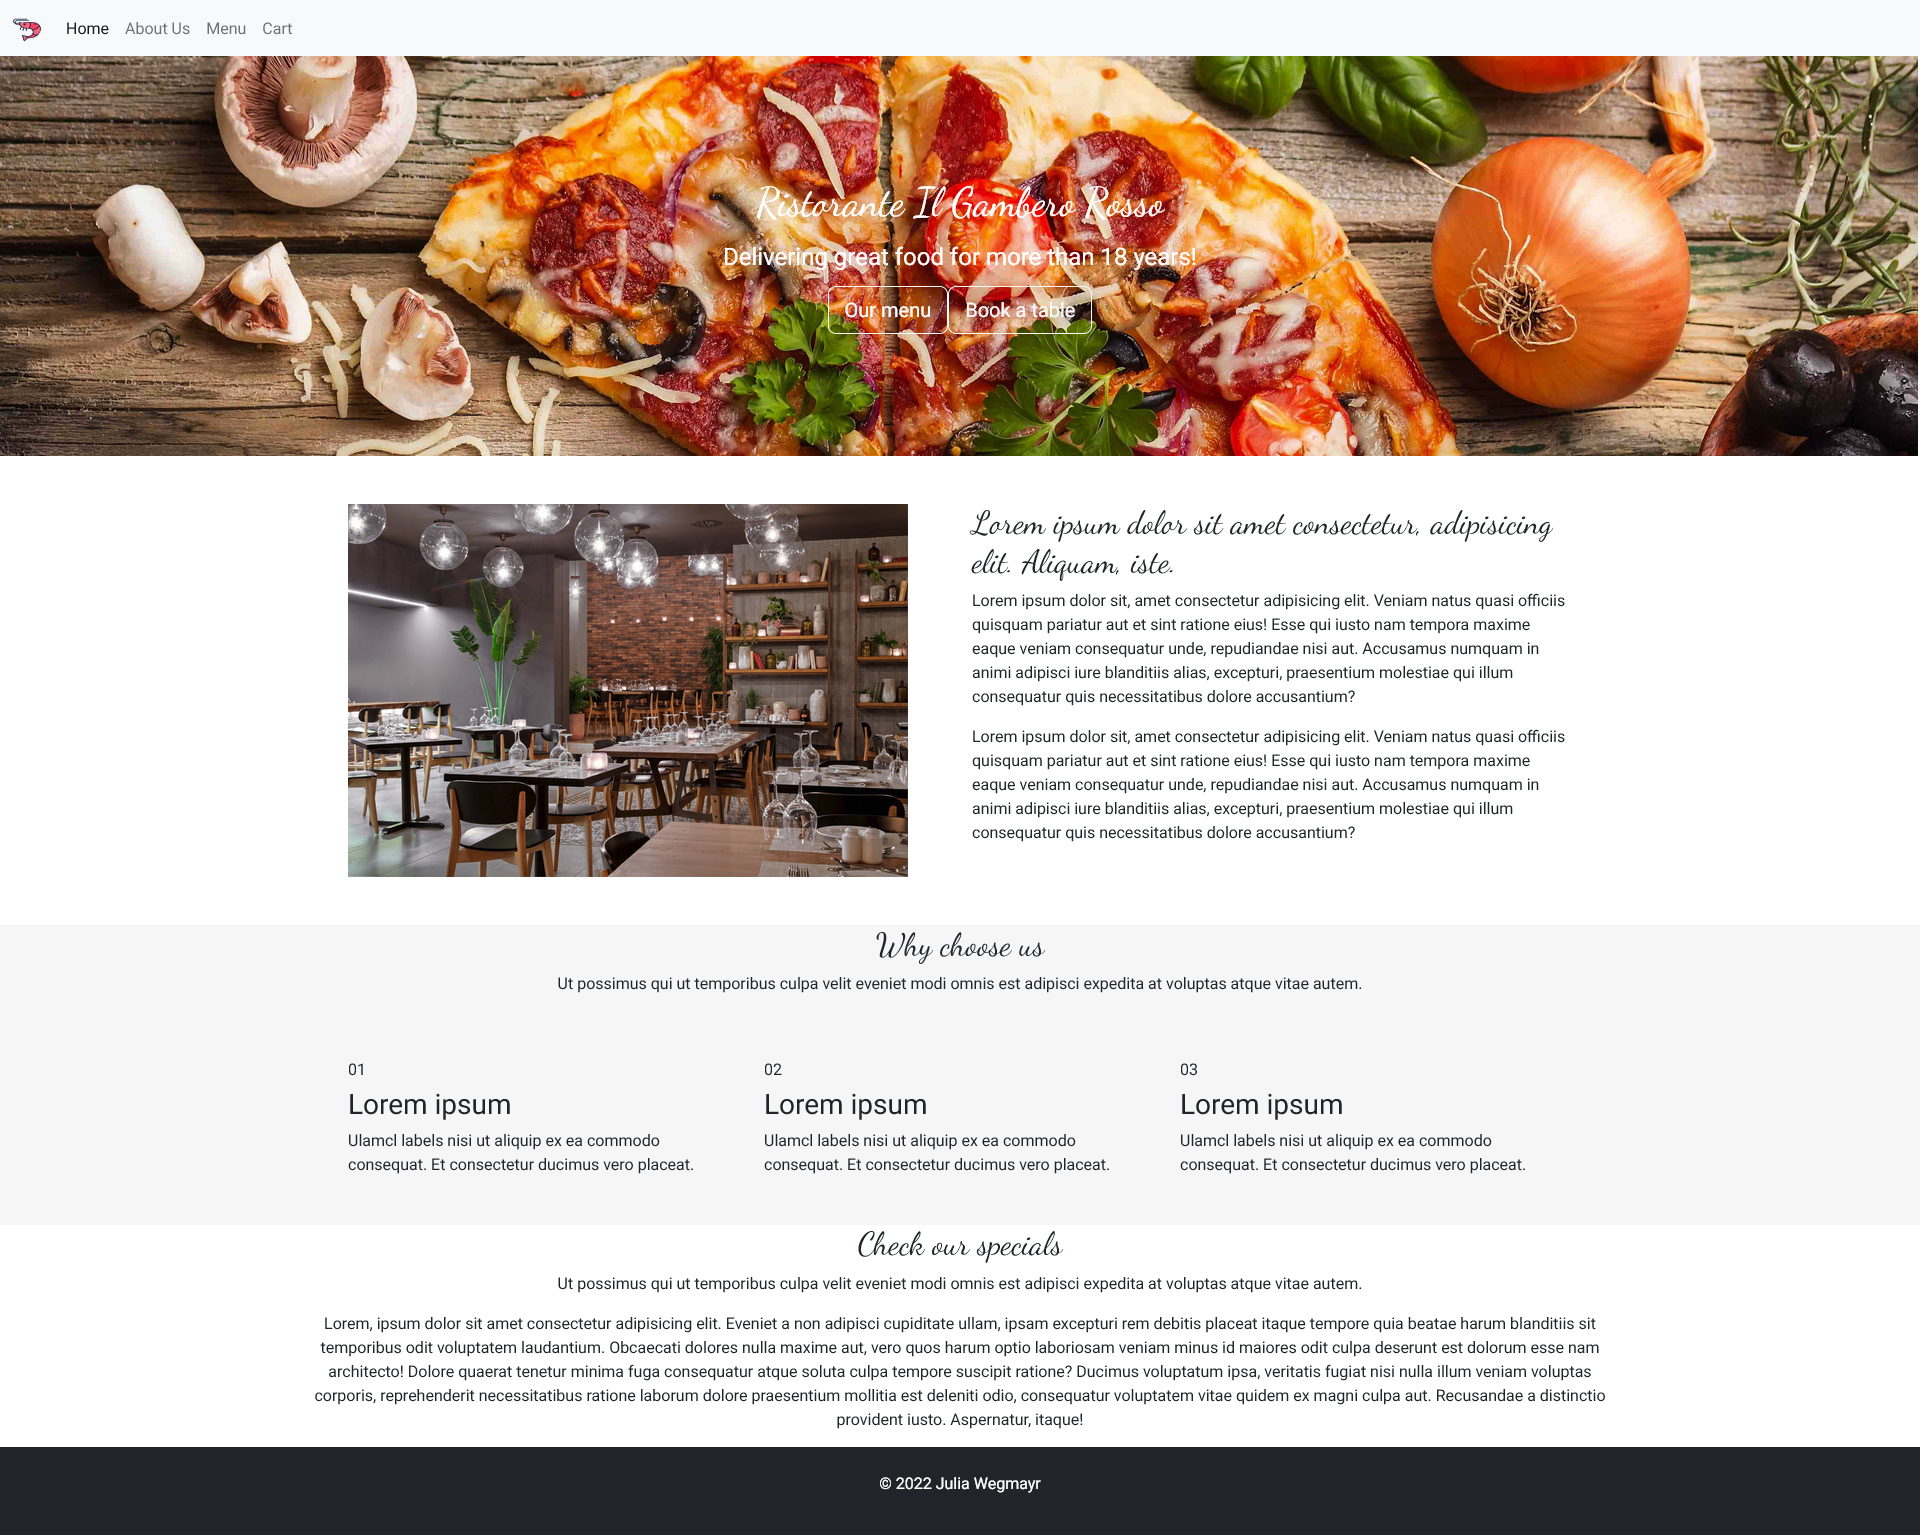 Home About Us Menu Cart
Ristorante Il Gambero Rosso
Delivering great food for more than 18 years!
Our menu Book a table
Lorem ipsum dolor sit amet consectetur, adipisicing
elit. Aliquam, iste.
Lorem ipsum dolor sit, amet consectetur adipisicing elit. Veniam natus quasi officiis
quisquam pariatur aut et sint ratione eius! Esse qui iusto nam tempora maxime
eaque veniam consequatur unde, repudiandae nisi aut. Accusamus numquam in
animi adipisci iure blanditiis alias, excepturi, praesentium molestiae qui illum
consequatur quis necessitatibus dolore accusantium?
Lorem ipsum dolor sit, amet consectetur adipisicing elit. Veniam natus quasi officiis
quisquam pariatur aut et sint ratione eius! Esse qui iusto nam tempora maxime
eaque veniam consequatur unde, repudiandae nisi aut. Accusamus numquam in
animi adipisci iure blanditiis alias, excepturi, praesentium molestiae qui illum
consequatur quis necessitatibus dolore accusantium?
Why choose us
Ut possimus qui ut temporibus culpa velit eveniet modi omnis est adipisci expedita at voluptas atque vitae autem.
01
Lorem ipsum
Ulamcl labels nisi ut aliquip ex ea commodo
consequat. Et consectetur ducimus vero placeat.
02
Lorem ipsum
Ulamcl labels nisi ut aliquip ex ea commodo
consequat. Et consectetur ducimus vero placeat.
03
Lorem ipsum
Ulamcl labels nisi ut aliquip ex ea commodo
consequat. Et consectetur ducimus vero placeat.
Check our specials
Ut possimus qui ut temporibus culpa velit eveniet modi omnis est adipisci expedita at voluptas atque vitae autem.
Lorem, ipsum dolor sit amet consectetur adipisicing elit. Eveniet a non adipisci cupiditate ullam, ipsam excepturi rem debitis placeat itaque tempore quia beatae harum blanditiis sit
temporibus odit voluptatem laudantium. Obcaecati dolores nulla maxime aut, vero quos harum optio laboriosam veniam minus id maiores odit culpa deserunt est dolorum esse nam
architecto! Dolore quaerat tenetur minima fuga consequatur atque soluta culpa tempore suscipit ratione? Ducimus voluptatum ipsa, veritatis fugiat nisi nulla illum veniam voluptas
corporis, reprehenderit necessitatibus ratione laborum dolore praesentium mollitia est deleniti odio, consequatur voluptatem vitae quidem ex magni culpa aut. Recusandae a distinctio
provident iusto. Aspernatur, itaque!
© 2022 Julia Wegmayr